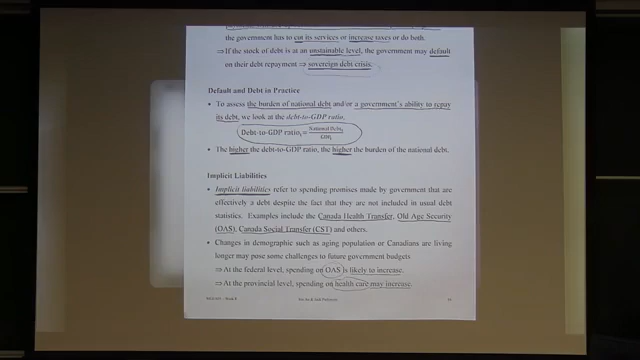 the government has to cut its services or increase taxes or do both.
⇒ If the stock of debt is at an unstainable level, the government may default
on their debt repayment ⇒ sovereign debt crisis.
Default and Debt in Practice
• To assess the burden of national debt and/or a government's ability to repay
its debt, we look at the debt-to-GDP ratio,
Debt-to-GDP ratioₜ = National Debtₜ
GDPₜ
• The higher the debt-to-GDP ratio, the higher the burden of the national debt.
Implicit Liabilities
• Implicit liabilities refer to spending promises made by government that are
effectively a debt despite the fact that they are not included in usual debt
statistics. Examples include the Canada Health Transfer, Old Age Security
(OAS), Canada Social Transfer (CST) and others.
• Changes in demographic such as aging population or Canadians are living
longer may pose some challenges to future government budgets
⇒ At the federal level, spending on OAS is likely to increase.
⇒ At the provincial level, spending on health care may increase.